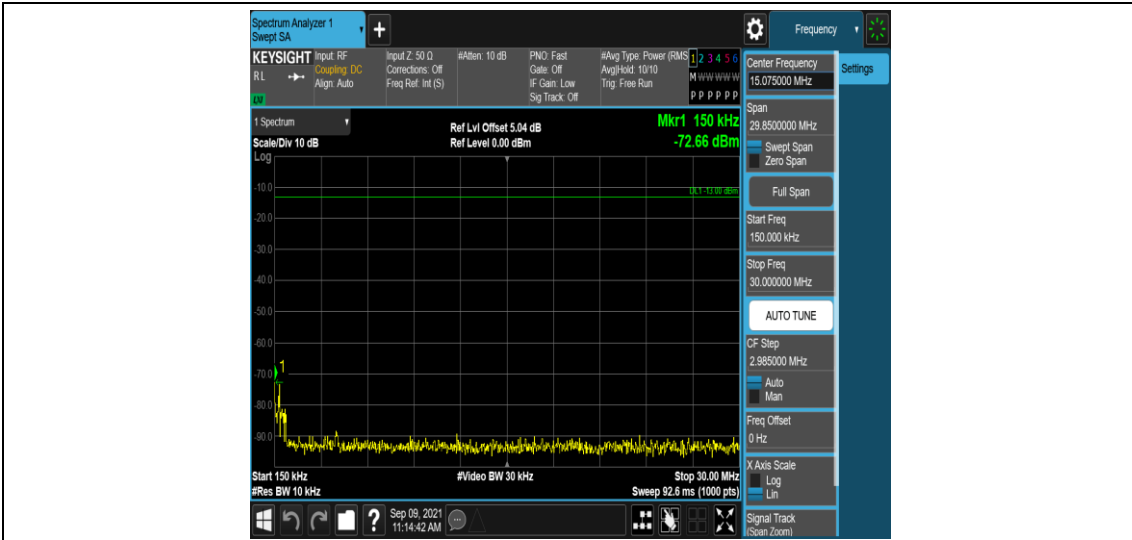 Spectrum Analyzer 1
Swept SA
+
Frequency
KEYSIGHT
RL
LXI
Input: RF
Coupling: DC
Align: Auto
Input Z: 50 Ω
Corrections: Off
Freq Ref: Int (S)
#Atten: 10 dB
PNO: Fast
Gate: Off
IF Gain: Low
Sig Track: Off
#Avg Type: Power (RMS
Avg|Hold: 10/10
Trig: Free Run
1 2 3 4 5 6
M W W W W W
P P P P P P
Center Frequency
15.075000 MHz
Settings
Span
29.8500000 MHz
Swept Span
Zero Span
Full Span
Start Freq
150.000 kHz
Stop Freq
30.000000 MHz
AUTO TUNE
CF Step
2.985000 MHz
Auto
Man
Freq Offset
0 Hz
X Axis Scale
Log
Lin
Signal Track
(Span Zoom)
1 Spectrum
Scale/Div 10 dB
Log
Ref Lvl Offset 5.04 dB
Ref Level 0.00 dBm
Mkr1 150 kHz
-72.66 dBm
DL1 -13.00 dBm
-10.0
-20.0
-30.0
-40.0
-50.0
-60.0
-70.0
-80.0
-90.0
1
Start 150 kHz
#Res BW 10 kHz
#Video BW 30 kHz
Stop 30.00 MHz
Sweep 92.6 ms (1000 pts)
?
Sep 09, 2021
11:14:42 AM